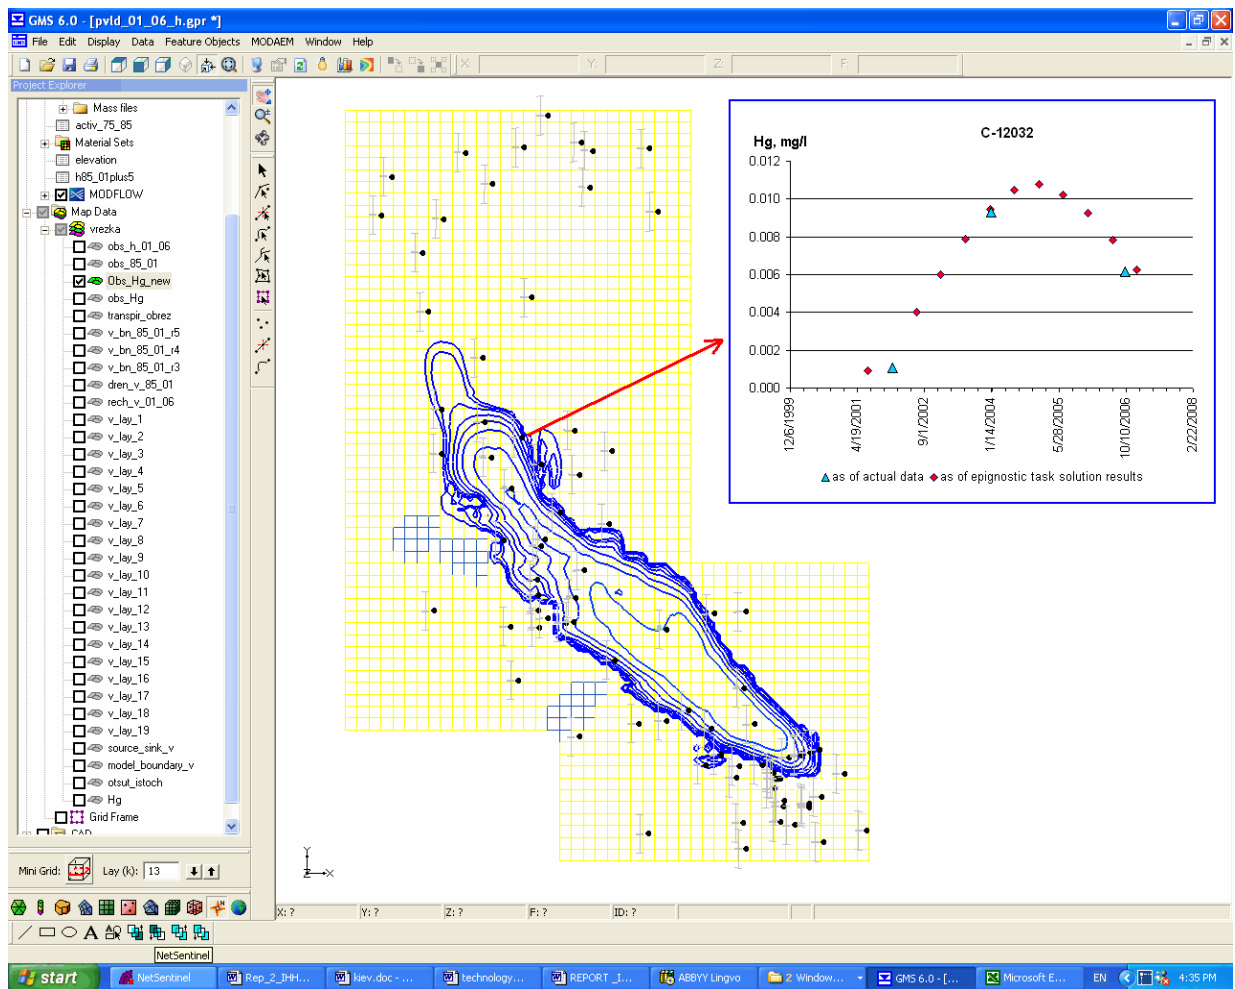 GMS 6.0 - [pvld_01_06_h.gpr *]
File Edit Display Data Feature Objects MODAEM Window Help
X: Y: Z: F:
Project Explorer
Mass files
activ_75_85
Material Sets
elevation
h85_01plus5
MODFLOW
Map Data
vrezka
obs_h_01_06
obs_85_01
Obs_Hg_new
obs_Hg
transpir_obrez
v_bn_85_01_r5
v_bn_85_01_r4
v_bn_85_01_r3
dren_v_85_01
rech_v_01_06
v_lay_1
v_lay_2
v_lay_3
v_lay_4
v_lay_5
v_lay_6
v_lay_7
v_lay_8
v_lay_9
v_lay_10
v_lay_11
v_lay_12
v_lay_13
v_lay_14
v_lay_15
v_lay_16
v_lay_17
v_lay_18
v_lay_19
source_sink_v
model_boundary_v
otsut_istoch
Hg
Grid Frame
CAD
C-12032
Hg, mg/l
0.012
0.010
0.008
0.006
0.004
0.002
0.000
12/6/1999
4/19/2001
9/1/2002
1/14/2004
5/28/2005
10/10/2006
2/22/2008
as of actual data as of epignostic task solution results
Y
Z X
Mini Grid: Lay (k): 13
X: ? Y: ? Z: ? F: ? ID: ?
A
NetSentinel
start NetSentinel Rep_2_IHH... kiev.doc - ... technology... REPORT _I... ABBYY Lingvo 2 Window... GMS 6.0 - [... Microsoft E... EN 4:35 PM